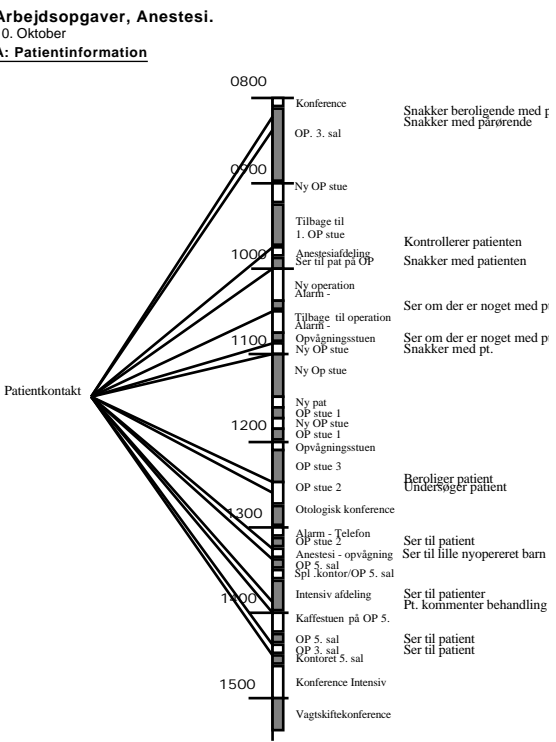 Arbejdsopgaver, Anestesi.
0. Oktober
A: Patientinformation
0800
Konference
Snakker beroligende med p
Snakker med pårørende
OP. 3. sal
0900
Ny OP stue
Tilbage til
1. OP stue
Kontrollerer patienten
1000
Anestesiafdeling
Ser til pat på OP
Snakker med patienten
Ny operation
Alarm -
Ser om der er noget med pt
Tilbage til operation
Alarm -
1100
Opvågningsstuen
Ser om der er noget med pt
Ny OP stue
Snakker med pt.
Ny Op stue
Patientkontakt
Ny pat
OP stue 1
1200
Ny OP stue
OP stue 1
Opvågningsstuen
OP stue 3
Beroliger patient
OP stue 2
Undersøger patient
Otologisk konference
1300
Alarm - Telefon
OP stue 2
Ser til patient
Anestesi - opvågning
Ser til lille nyopereret barn
OP 5. sal
Spl .kontor/OP 5. sal
1400
Intensiv afdeling
Ser til patienter
Pt. kommenter behandling
Kaffestuen på OP 5.
OP 5. sal
Ser til patient
OP 3. sal
Ser til patient
Kontoret 5. sal
1500
Konference Intensiv
Vagtskiftekonference